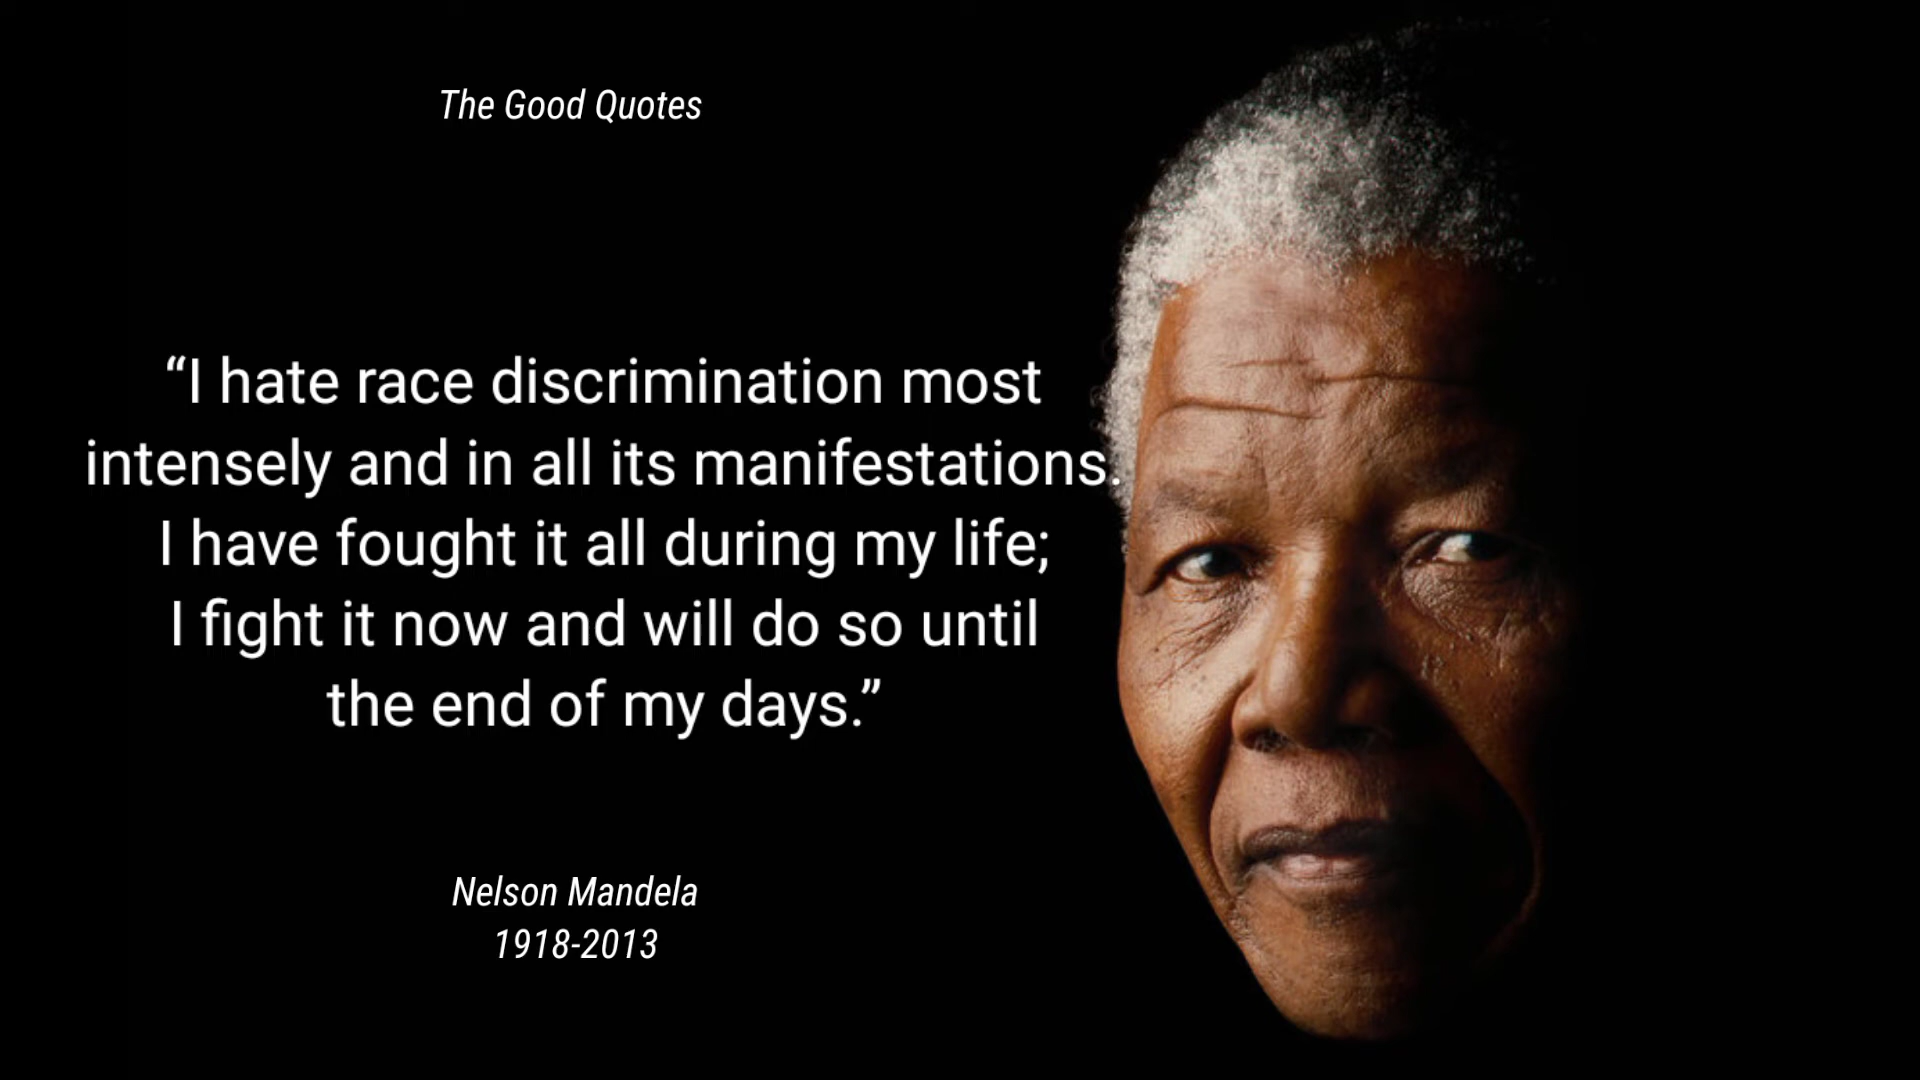 The Good Quotes
“I hate race discrimination most
intensely and in all its manifestations.
I have fought it all during my life;
I fight it now and will do so until
the end of my days.”
Nelson Mandela
1918-2013